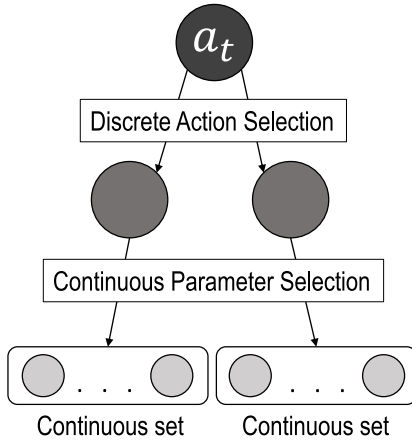 a_t
Discrete Action Selection
Continuous Parameter Selection
. . . . . .
Continuous set Continuous set